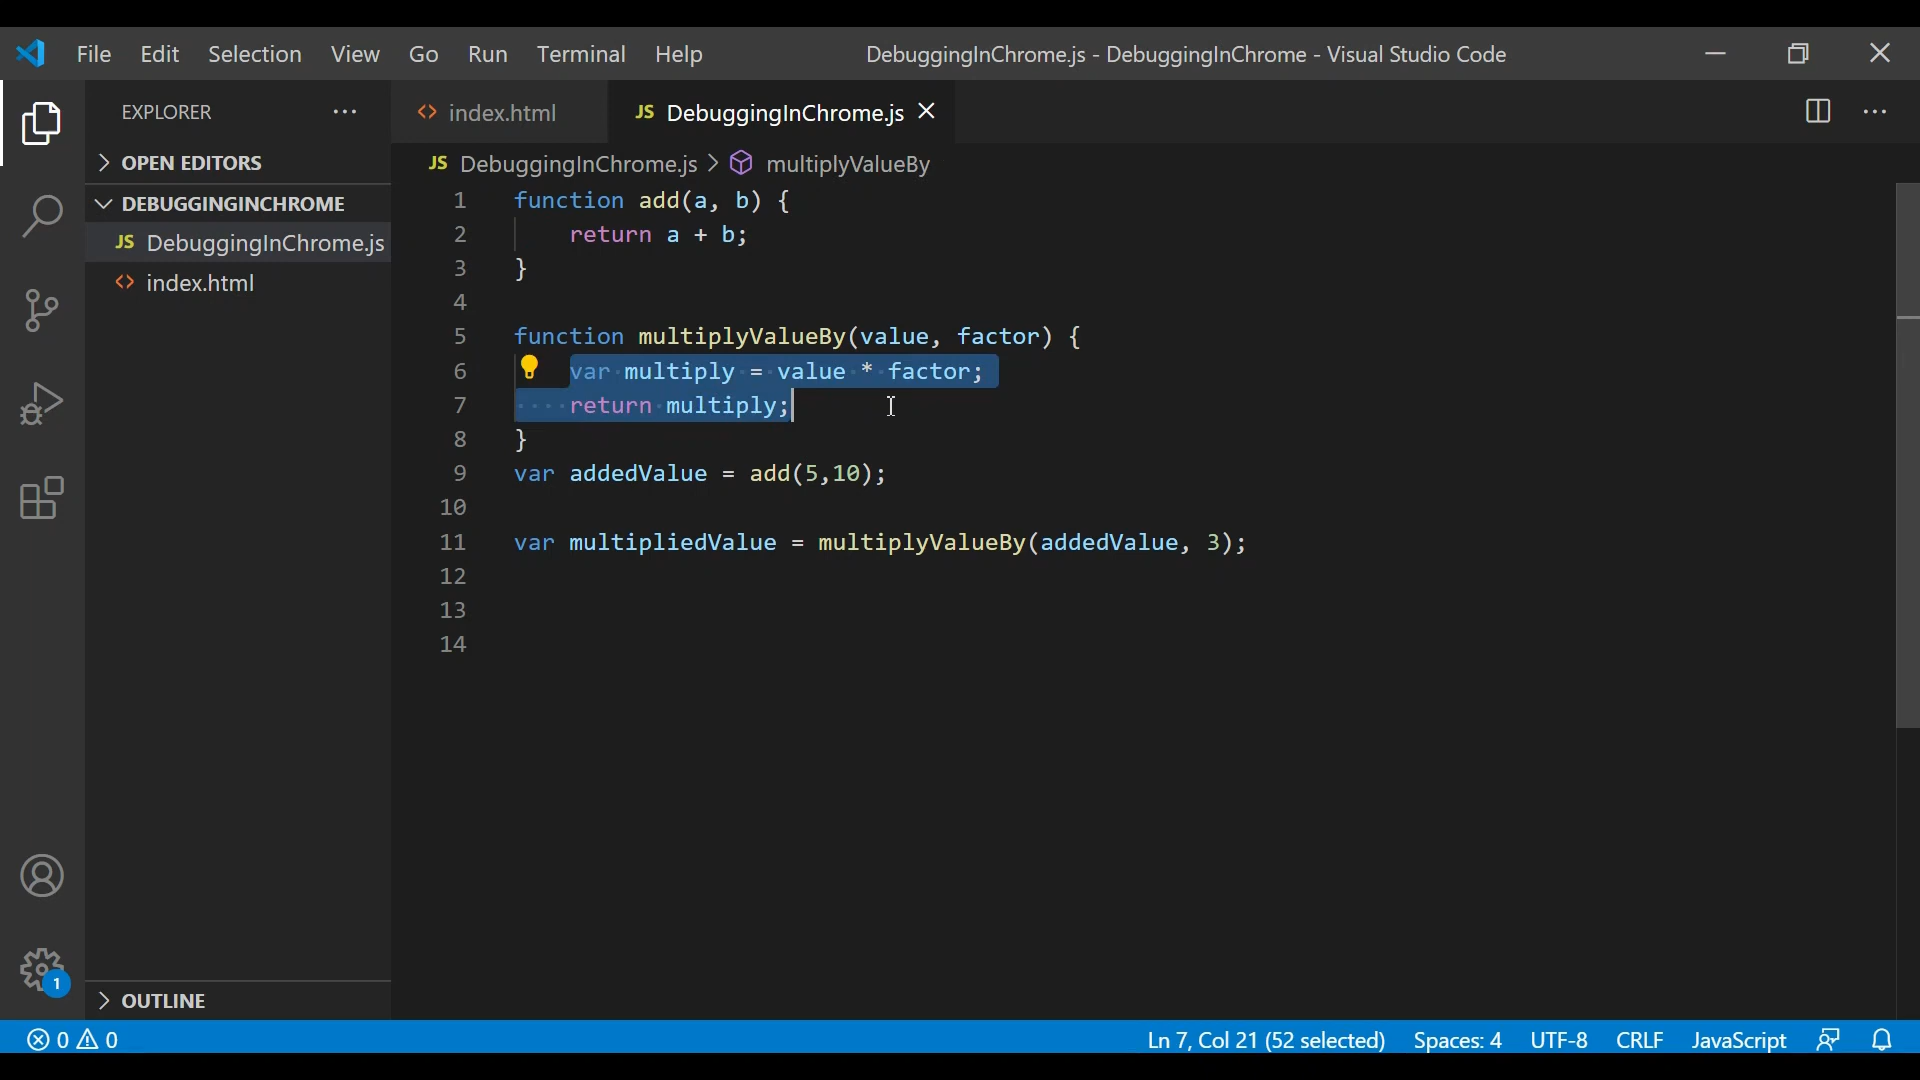 File Edit Selection View Go Run Terminal Help DebuggingInChrome.js - DebuggingInChrome - Visual Studio Code
EXPLORER
OPEN EDITORS
DEBUGGINGINCHROME
JS DebuggingInChrome.js
<> index.html
OUTLINE
<> index.html JS DebuggingInChrome.js
JS DebuggingInChrome.js > multiplyValueBy
1 function add(a, b) {
2     return a + b;
3 }
4
5 function multiplyValueBy(value, factor) {
6     var multiply = value * factor;
7     return multiply;
8 }
9 var addedValue = add(5,10);
10
11 var multipliedValue = multiplyValueBy(addedValue, 3);
12
13
14
1
0 0 Ln 7, Col 21 (52 selected) Spaces: 4 UTF-8 CRLF JavaScript